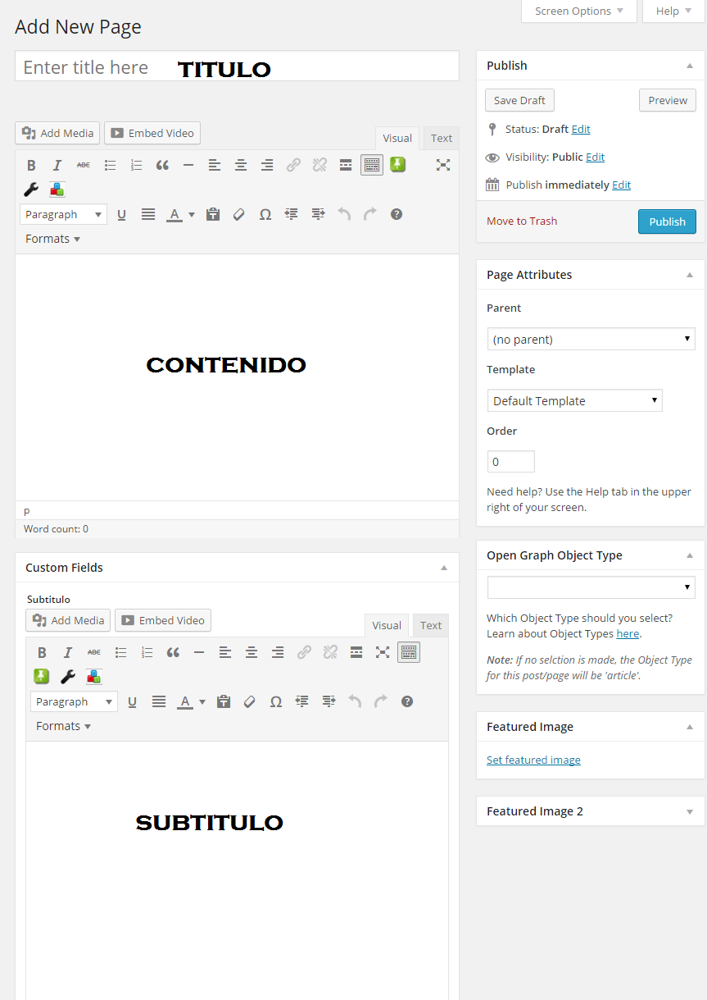 Screen Options Help
Add New Page
Enter title here TITULO
Add Media Embed Video
Visual Text
B I ABC
Paragraph U A Ω
Formats
CONTENIDO
p
Word count: 0
Custom Fields
Subtitulo
Add Media Embed Video
Visual Text
B I ABC
Paragraph U A Ω
Formats
SUBTITULO
Publish
Save Draft Preview
Status: Draft Edit
Visibility: Public Edit
Publish immediately Edit
Move to Trash Publish
Page Attributes
Parent
(no parent)
Template
Default Template
Order
0
Need help? Use the Help tab in the upper
right of your screen.
Open Graph Object Type
Which Object Type should you select?
Learn about Object Types here.
Note: If no selction is made, the Object Type
for this post/page will be 'article'.
Featured Image
Set featured image
Featured Image 2